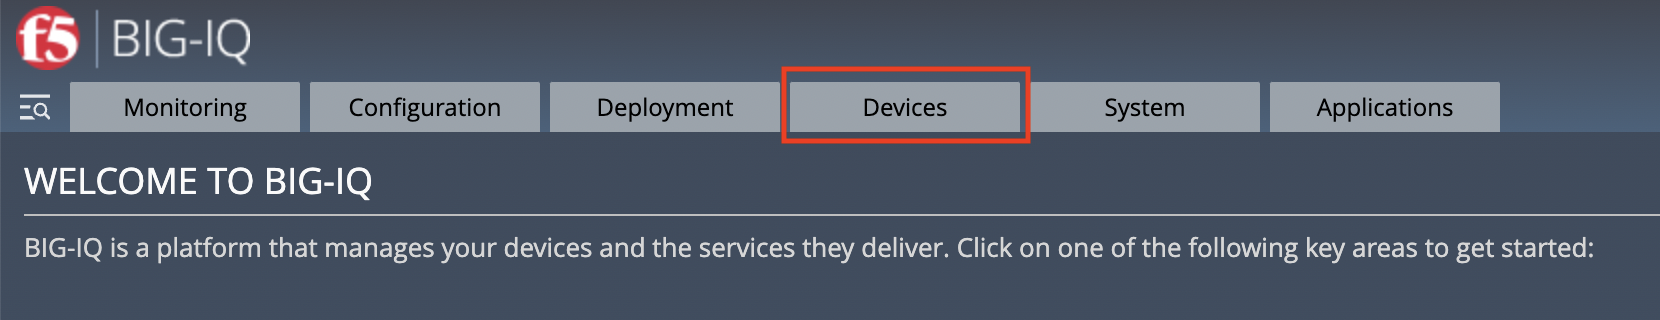 f5 BIG-IQ
Monitoring Configuration Deployment Devices System Applications
WELCOME TO BIG-IQ
BIG-IQ is a platform that manages your devices and the services they deliver. Click on one of the following key areas to get started: